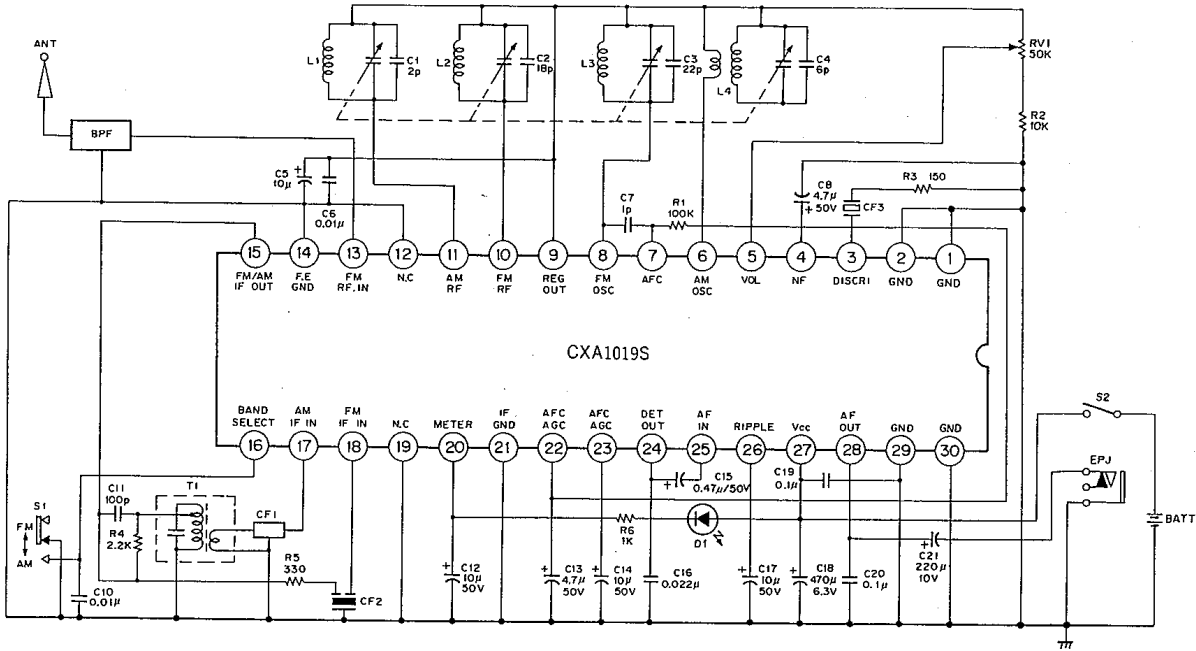 ANT
BPF
L1
C1
2p
L2
C2
18p
L3
C3
22p
L4
C4
6p
RV1
50K
R2
10K
C5
10μ
C6
0.01μ
C7
1p
R1
100K
C8
4.7μ
50V
R3 150
CF3
15
14
13
12
11
10
9
8
7
6
5
4
3
2
1
FM/AM
IF OUT
F.E
GND
FM
RF.IN
N.C
AM
RF
FM
RF
REG
OUT
FM
OSC
AFC
AM
OSC
VOL
NF
DISCRI
GND
GND
CXA1019S
BAND
SELECT
AM
IF IN
FM
IF IN
N.C
METER
IF
GND
AFC
AGC
AFC
AGC
DET
OUT
AF
IN
RIPPLE
Vcc
AF
OUT
GND
GND
16
17
18
19
20
21
22
23
24
25
26
27
28
29
30
S2
EPJ
BATT
S1
FM
AM
C11
100p
R4
2.2K
T1
CF1
R5
330
CF2
C10
0.01μ
C15
0.47μ/50V
C19
0.1μ
R6
1K
D1
C12
10μ
50V
C13
4.7μ
50V
C14
10μ
50V
C16
0.022μ
C17
10μ
50V
C18
470μ
6.3V
C20
0.1μ
C21
220μ
10V